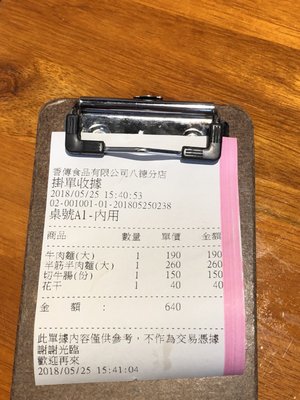 香傳食品有限公司八德分店
掛單收據
2018/05/25 15:40:53
02-001001-01-201805250238
桌號A1-內用
商品 數量 單價 金額
牛肉麵(大) 1 190 190
半筋半肉麵(大) 1 260 260
切牛腸(份) 1 150 150
花干 1 40 40
金 額: 640
此單據內容僅供參考,不作為交易憑據
謝謝光臨
歡迎再來
2018/05/25 15:41:04